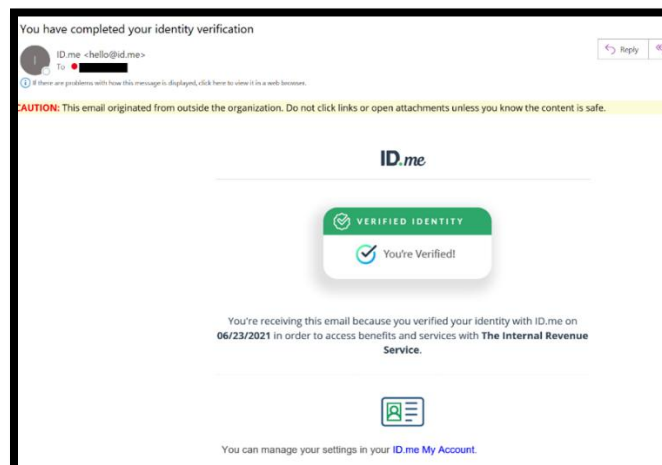 You have completed your identity verification
I
ID.me <hello@id.me>
To
Reply
If there are problems with how this message is displayed, click here to view it in a web browser.
CAUTION: This email originated from outside the organization. Do not click links or open attachments unless you know the content is safe.
ID.me
VERIFIED IDENTITY
You're Verified!
You're receiving this email because you verified your identity with ID.me on
06/23/2021 in order to access benefits and services with The Internal Revenue
Service.
You can manage your settings in your ID.me My Account.